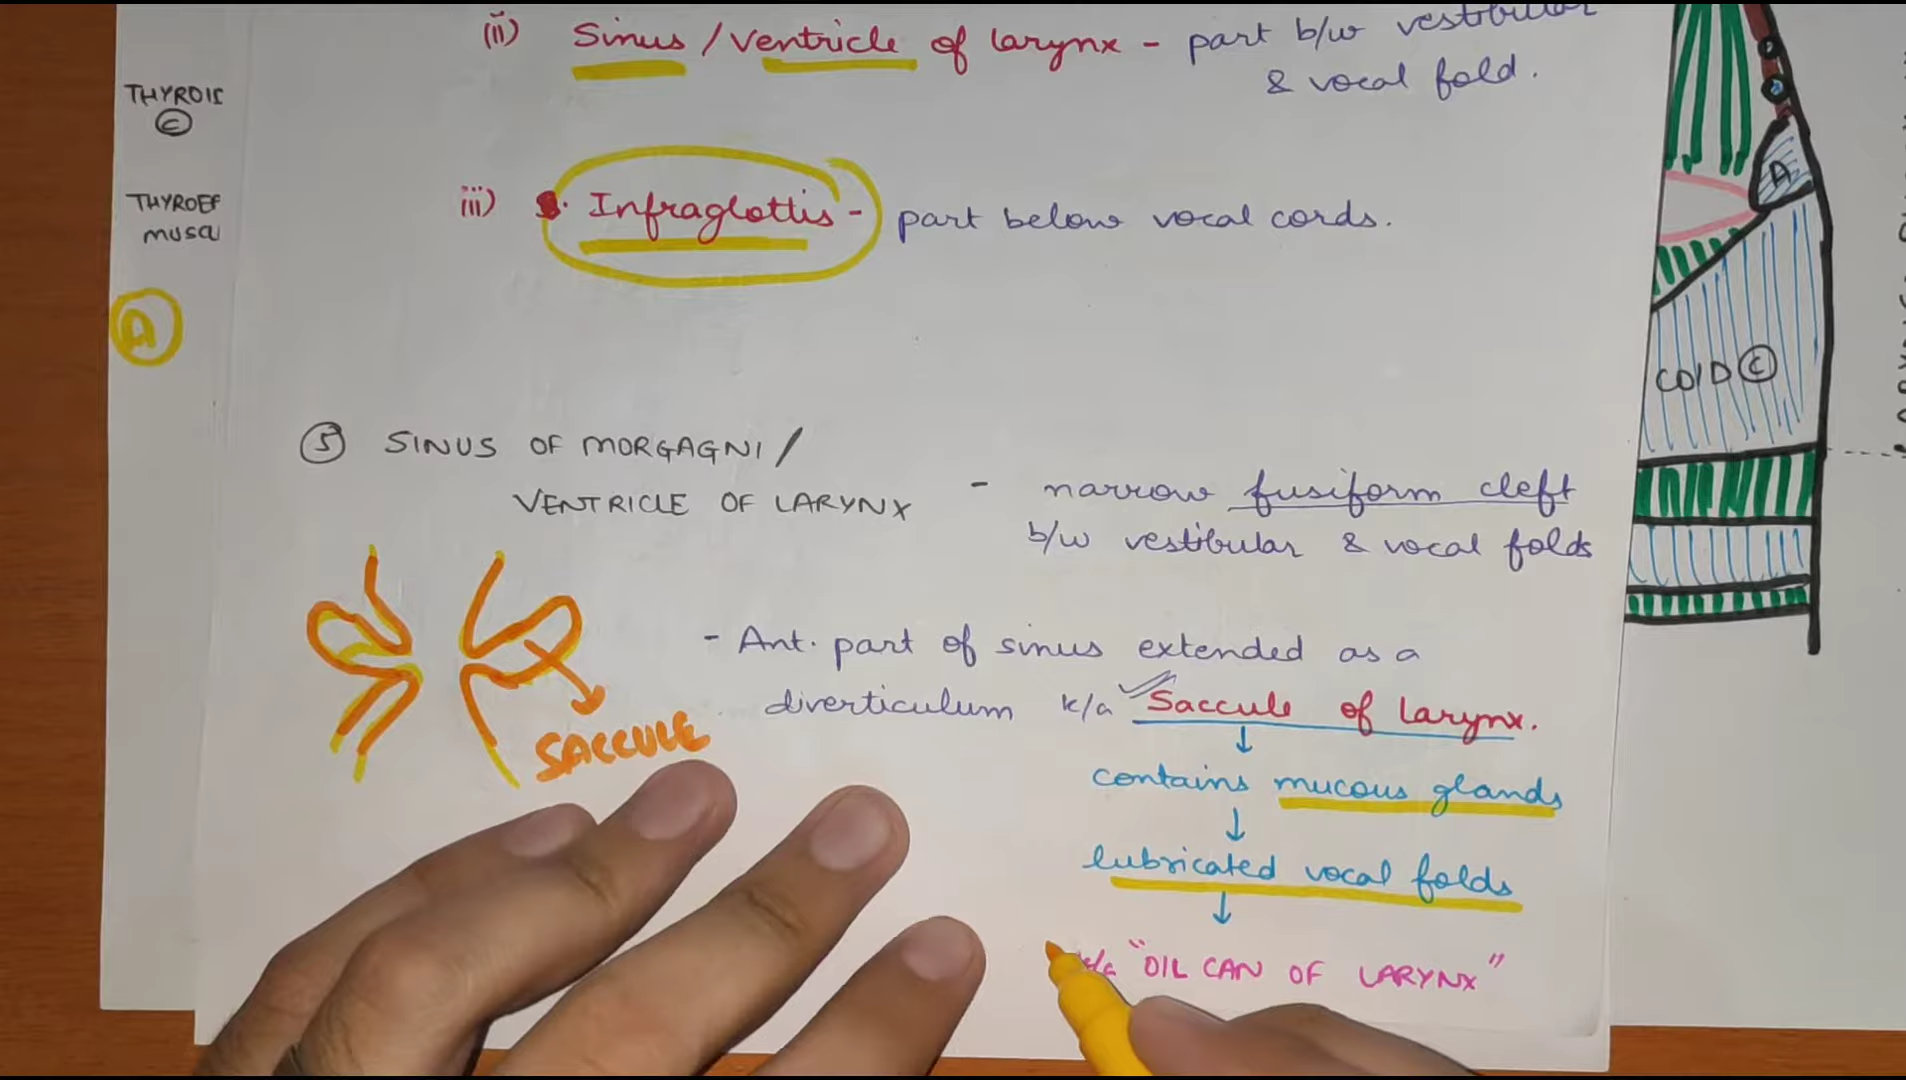 (ii) Sinus / Ventricle of larynx - part b/w vestibular
& vocal fold.
THYROID
C
iii) Infraglottis - part below vocal cords.
THYROEP
MUSCL
A
A
COID C
5 SINUS OF MORGAGNI /
VENTRICLE OF LARYNX
- narrow fusiform cleft
b/w vestibular & vocal folds
- Ant. part of sinus extended as a
diverticulum k/a Saccule of larynx.
SACCULE
↓
contains mucous glands
↓
lubricated vocal folds
↓
k/a "OIL CAN OF LARYNX"